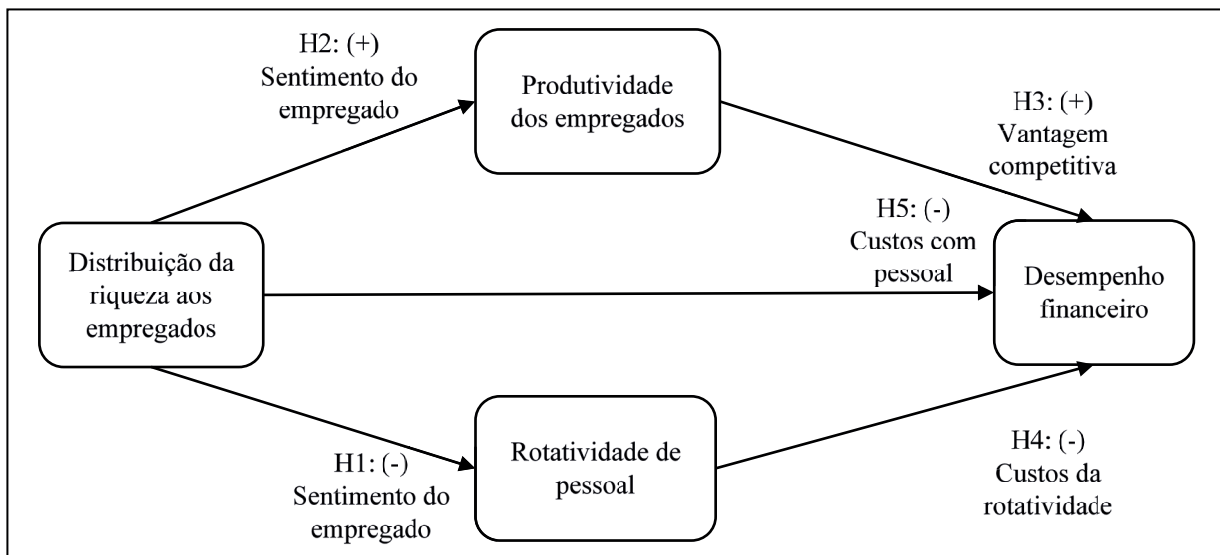 H2: (+)
Sentimento do
empregado
Produtividade
dos empregados
H3: (+)
Vantagem
competitiva
Distribuição da
riqueza aos
empregados
H5: (-)
Custos com
pessoal
Desempenho
financeiro
H1: (-)
Sentimento do
empregado
Rotatividade de
pessoal
H4: (-)
Custos da
rotatividade